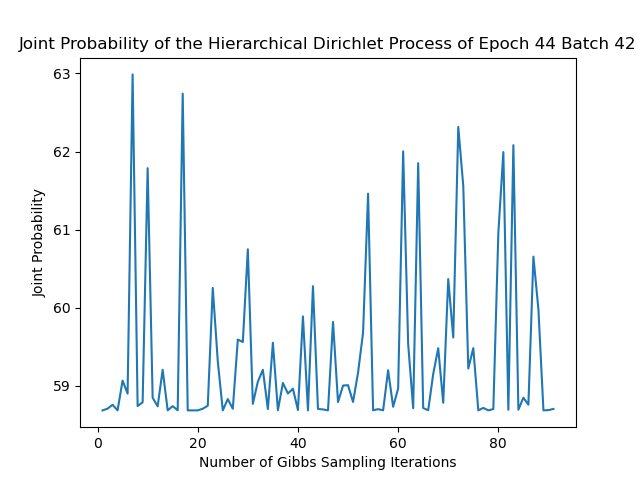 Joint Probability of the Hierarchical Dirichlet Process of Epoch 44 Batch 42
63
62
61
60
59
Joint Probability
0 20 40 60 80
Number of Gibbs Sampling Iterations